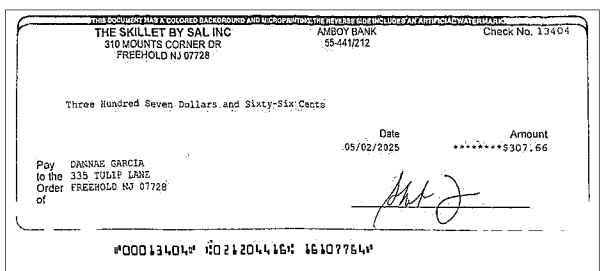 THIS DOCUMENT HAS A COLORED BACKGROUND AND MICROPRINTING. THE REVERSE SIDE INCLUDES AN ARTIFICIAL WATERMARK.
THE SKILLET BY SAL INC
310 MOUNTS CORNER DR
FREEHOLD NJ 07728
AMBOY BANK
55-441/212
Check No. 13404
Three Hundred Seven Dollars and Sixty-Six Cents
Date
05/02/2025
Amount
********$307.66
Pay to the Order of
DANNAE GARCIA
335 TULIP LANE
FREEHOLD NJ 07728
⑈00013404⑈ ⑆021204416⑆ 16107764⑈